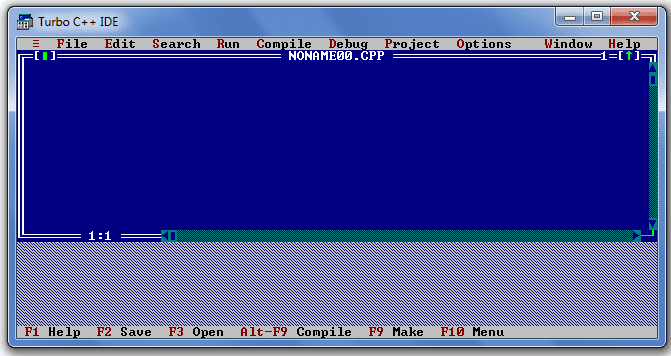 Turbo C++ IDE
≡ File Edit Search Run Compile Debug Project Options Window Help
[▮] NONAME00.CPP 1=[↑]
1:1
F1 Help F2 Save F3 Open Alt-F9 Compile F9 Make F10 Menu